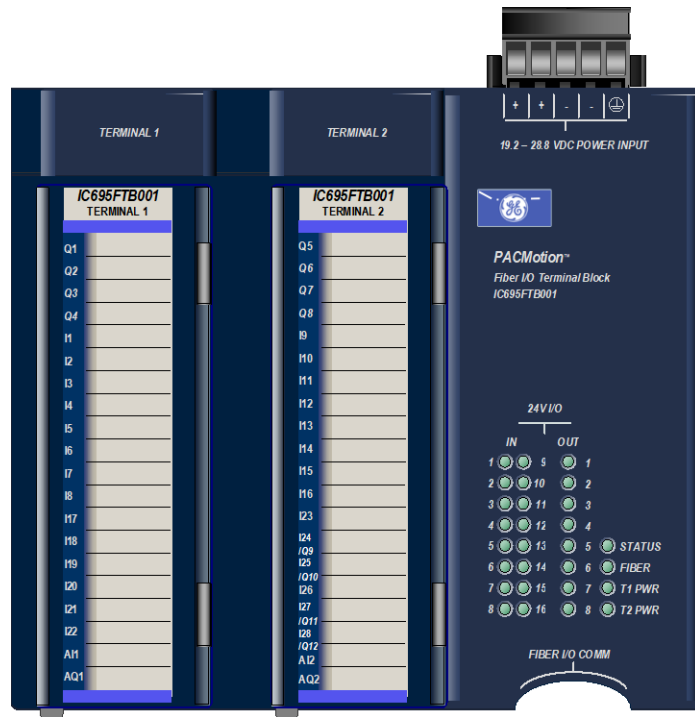 + + - -
19.2 – 28.8 VDC POWER INPUT
TERMINAL 1
TERMINAL 2
IC695FTB001
TERMINAL 1
Q1
Q2
Q3
Q4
I1
I2
I3
I4
I5
I6
I7
I8
I17
I18
I19
I20
I21
I22
AI1
AQ1
IC695FTB001
TERMINAL 2
Q5
Q6
Q7
Q8
I9
I10
I11
I12
I13
I14
I15
I16
I23
I24
/Q9
I25
/Q10
I26
I27
/Q11
I28
/Q12
AI2
AQ2
GE
PACMotion™
Fiber I/O Terminal Block
IC695FTB001
24V I/O
IN OUT
1 9 1
2 10 2
3 11 3
4 12 4
5 13 5 STATUS
6 14 6 FIBER
7 15 7 T1 PWR
8 16 8 T2 PWR
FIBER I/O COMM